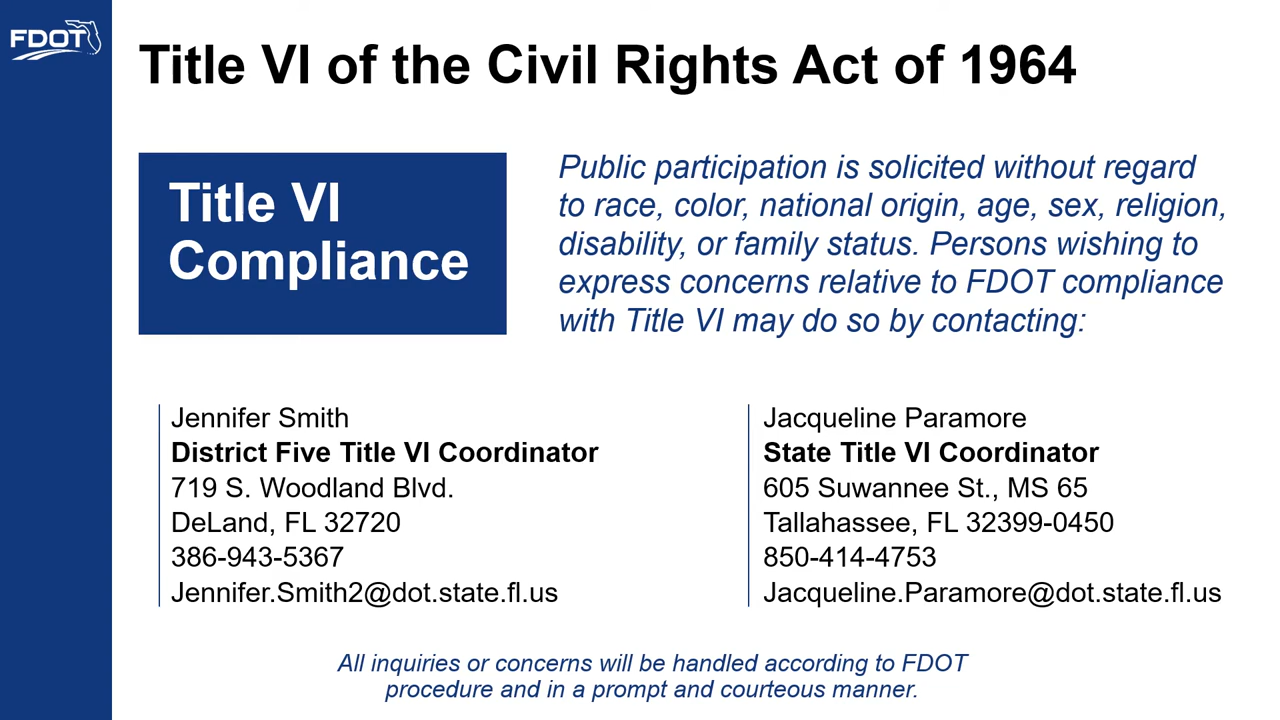 FDOT
Title VI of the Civil Rights Act of 1964
Title VI
Compliance
Public participation is solicited without regard
to race, color, national origin, age, sex, religion,
disability, or family status. Persons wishing to
express concerns relative to FDOT compliance
with Title VI may do so by contacting:
Jennifer Smith
District Five Title VI Coordinator
719 S. Woodland Blvd.
DeLand, FL 32720
386-943-5367
Jennifer.Smith2@dot.state.fl.us
Jacqueline Paramore
State Title VI Coordinator
605 Suwannee St., MS 65
Tallahassee, FL 32399-0450
850-414-4753
Jacqueline.Paramore@dot.state.fl.us
All inquiries or concerns will be handled according to FDOT
procedure and in a prompt and courteous manner.